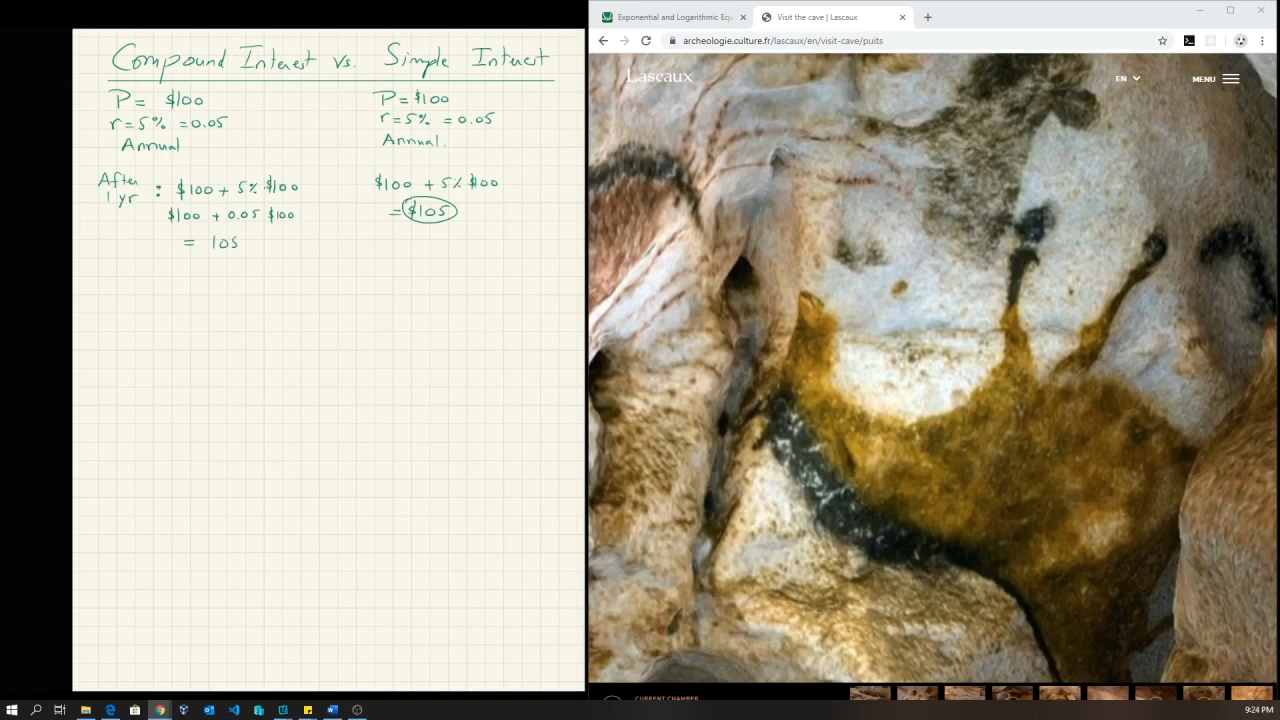 Compound Interest vs. Simple Interest
P = $100
r = 5% = 0.05
Annual
After 1 yr : $100 + 5% $100
$100 + 0.05 $100
= 105
P = $100
r = 5% = 0.05
Annual.
$100 + 5% $100
= $105
Exponential and Logarithmic Equ
Visit the cave | Lascaux
archeologie.culture.fr/lascaux/en/visit-cave/puits
Lascaux
EN
MENU
CURRENT CHAMBER
9:24 PM